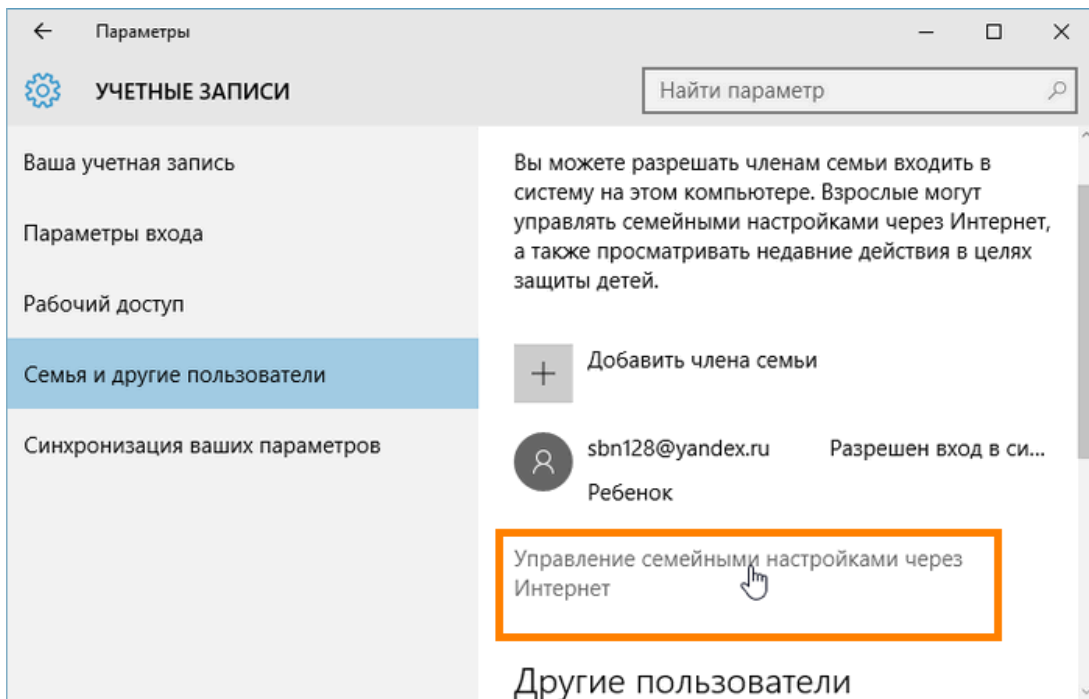 Параметры
УЧЕТНЫЕ ЗАПИСИ
Найти параметр
Ваша учетная запись
Параметры входа
Рабочий доступ
Семья и другие пользователи
Синхронизация ваших параметров
Вы можете разрешать членам семьи входить в
систему на этом компьютере. Взрослые могут
управлять семейными настройками через Интернет,
а также просматривать недавние действия в целях
защиты детей.
Добавить члена семьи
sbn128@yandex.ru Разрешен вход в си...
Ребенок
Управление семейными настройками через
Интернет
Другие пользователи